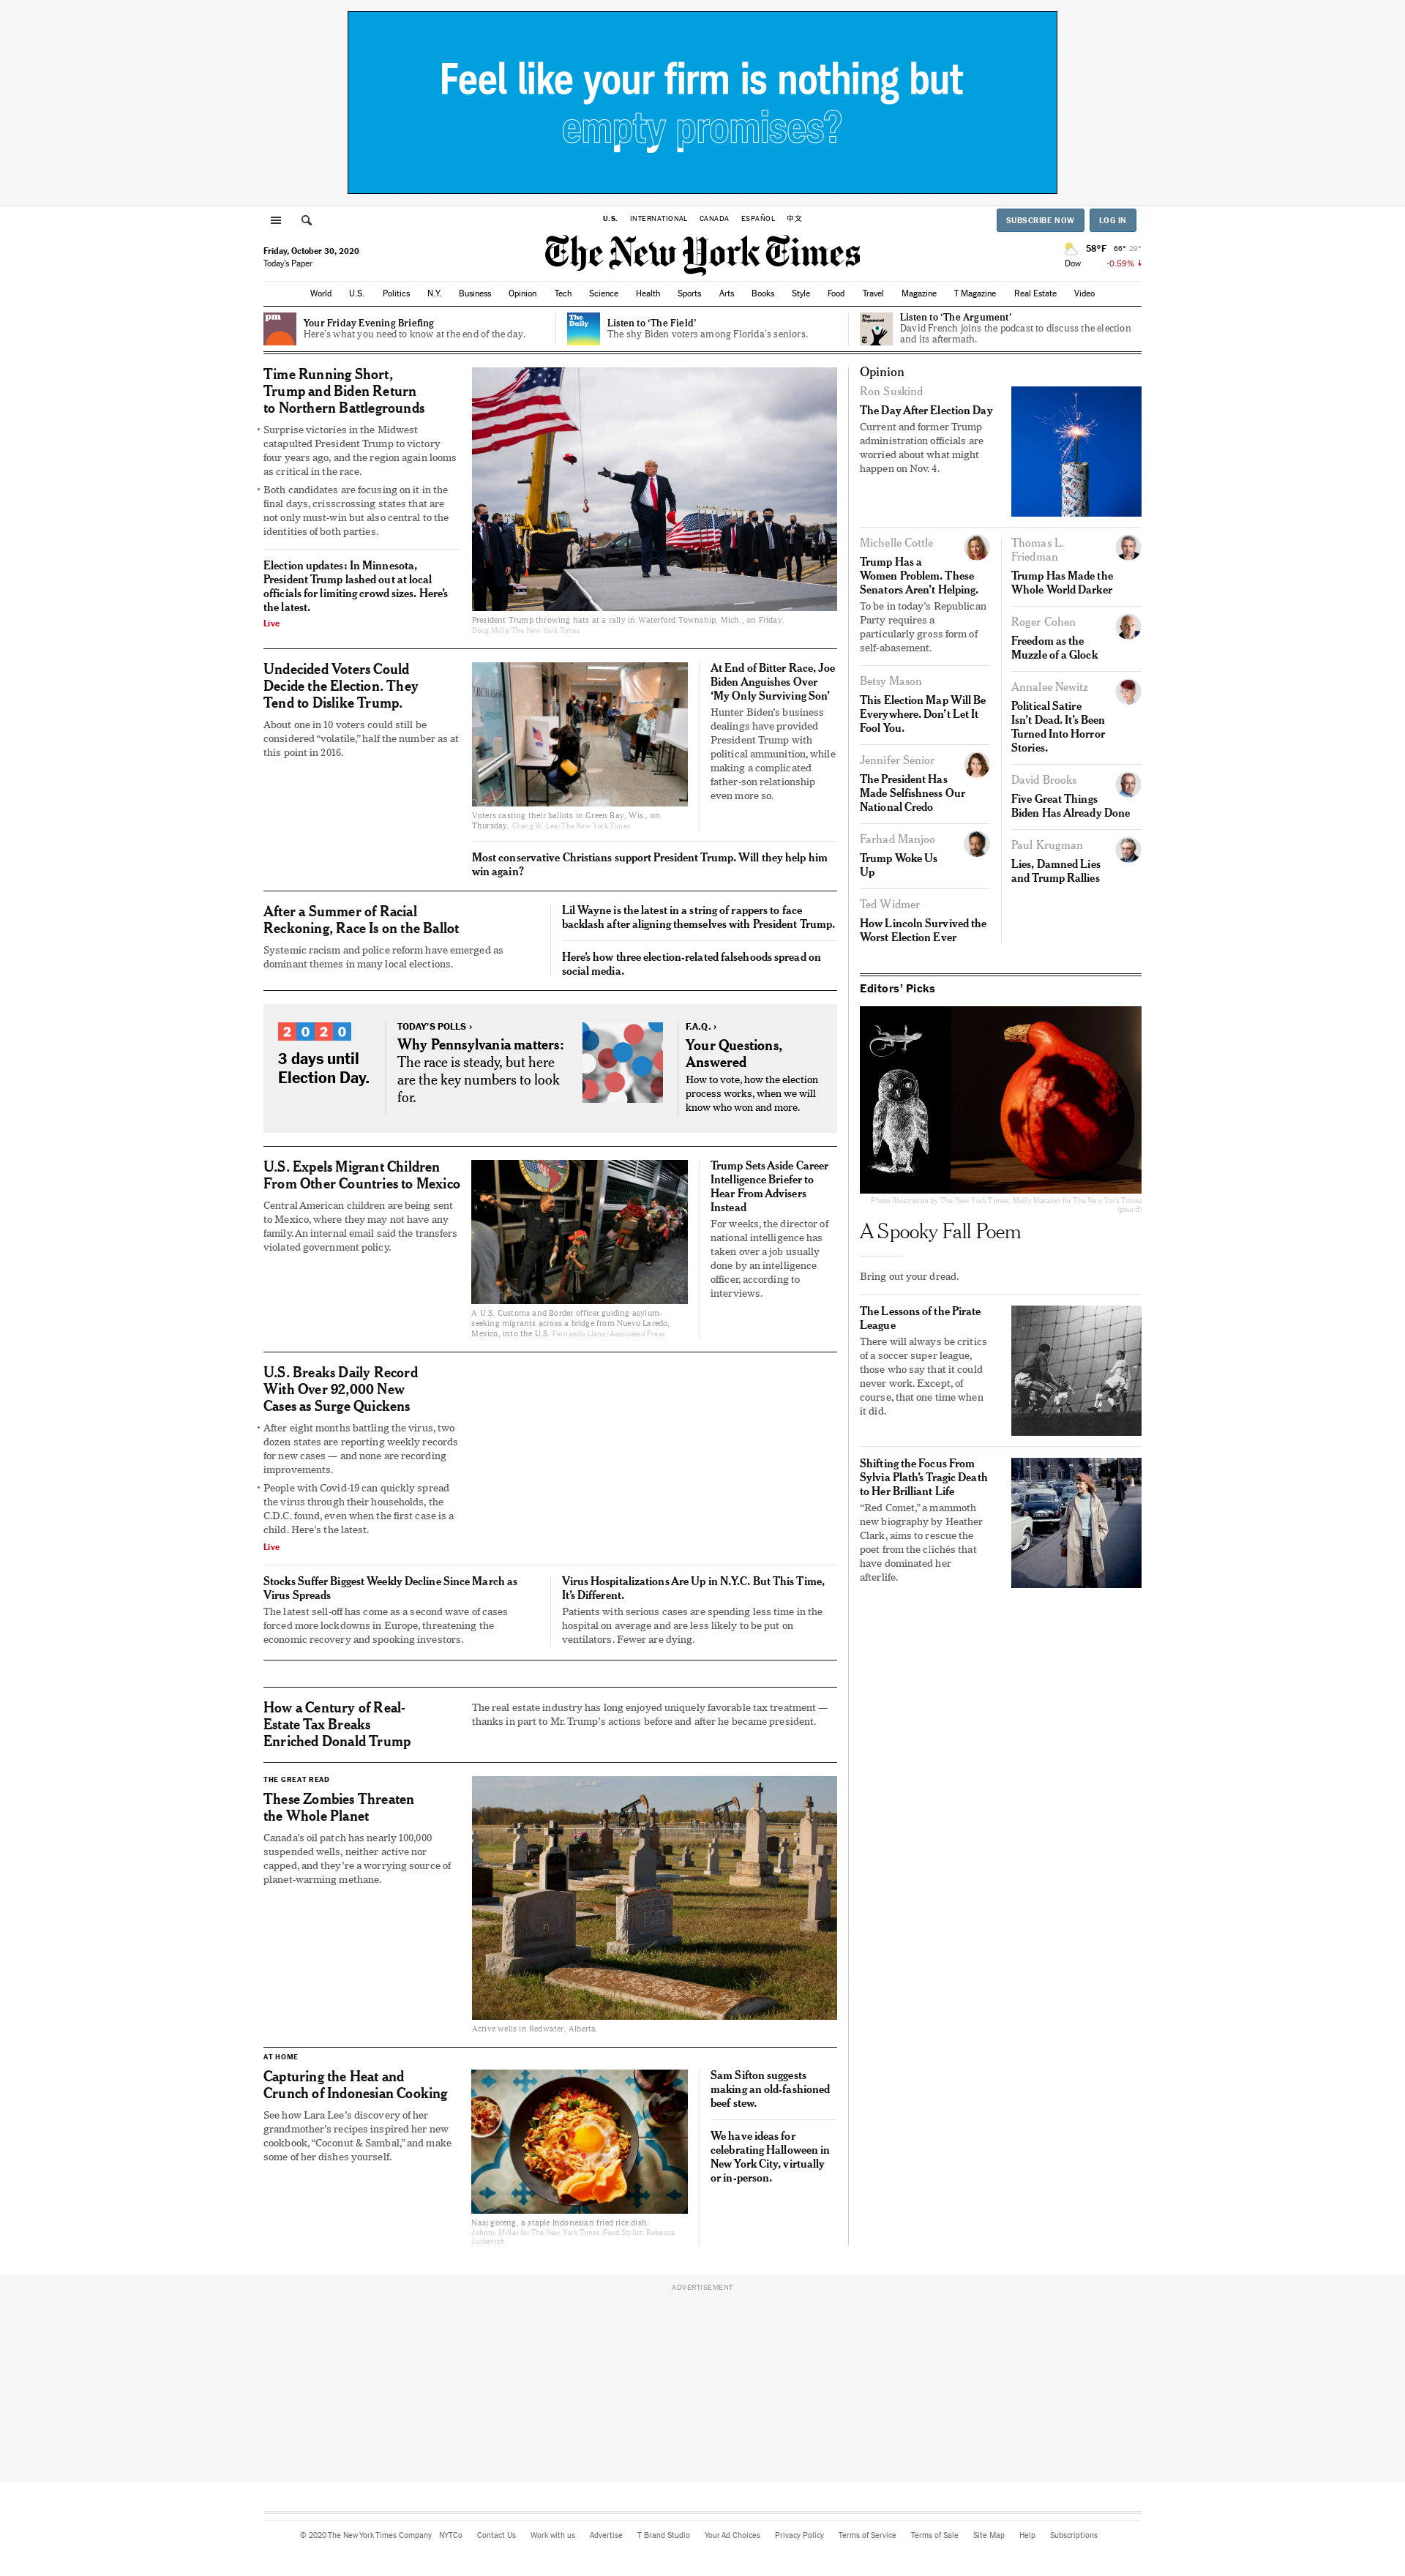 Feel like your firm is nothing but
empty promises?
U.S.
INTERNATIONAL
CANADA
ESPAÑOL
中文
SUBSCRIBE NOW
LOG IN
Friday, October 30, 2020
Today's Paper
The New York Times
58°F 66° 29°
Dow -0.59% ↓
World
U.S.
Politics
N.Y.
Business
Opinion
Tech
Science
Health
Sports
Arts
Books
Style
Food
Travel
Magazine
T Magazine
Real Estate
Video
pm
Your Friday Evening Briefing
Here's what you need to know at the end of the day.
The
Daily
Listen to ‘The Field’
The shy Biden voters among Florida's seniors.
The
Argument
Listen to ‘The Argument’
David French joins the podcast to discuss the election
and its aftermath.
Time Running Short,
Trump and Biden Return
to Northern Battlegrounds
• Surprise victories in the Midwest
catapulted President Trump to victory
four years ago, and the region again looms
as critical in the race.
• Both candidates are focusing on it in the
final days, crisscrossing states that are
not only must-win but also central to the
identities of both parties.
Election updates: In Minnesota,
President Trump lashed out at local
officials for limiting crowd sizes. Here's
the latest.
Live
President Trump throwing hats at a rally in Waterford Township, Mich., on Friday.
Doug Mills/The New York Times
Undecided Voters Could
Decide the Election. They
Tend to Dislike Trump.
About one in 10 voters could still be
considered “volatile,” half the number as at
this point in 2016.
Voters casting their ballots in Green Bay, Wis., on
Thursday. Chang W. Lee/The New York Times
At End of Bitter Race, Joe
Biden Anguishes Over
‘My Only Surviving Son’
Hunter Biden's business
dealings have provided
President Trump with
political ammunition, while
making a complicated
father-son relationship
even more so.
Most conservative Christians support President Trump. Will they help him
win again?
After a Summer of Racial
Reckoning, Race Is on the Ballot
Systemic racism and police reform have emerged as
dominant themes in many local elections.
Lil Wayne is the latest in a string of rappers to face
backlash after aligning themselves with President Trump.
Here's how three election-related falsehoods spread on
social media.
2020
3 days until
Election Day.
TODAY'S POLLS ›
Why Pennsylvania matters:
The race is steady, but here
are the key numbers to look
for.
F.A.Q. ›
Your Questions,
Answered
How to vote, how the election
process works, when we will
know who won and more.
U.S. Expels Migrant Children
From Other Countries to Mexico
Central American children are being sent
to Mexico, where they may not have any
family. An internal email said the transfers
violated government policy.
A U.S. Customs and Border officer guiding asylum-
seeking migrants across a bridge from Nuevo Laredo,
Mexico, into the U.S. Fernando Llano/Associated Press
Trump Sets Aside Career
Intelligence Briefer to
Hear From Advisers
Instead
For weeks, the director of
national intelligence has
taken over a job usually
done by an intelligence
officer, according to
interviews.
U.S. Breaks Daily Record
With Over 92,000 New
Cases as Surge Quickens
• After eight months battling the virus, two
dozen states are reporting weekly records
for new cases — and none are recording
improvements.
• People with Covid-19 can quickly spread
the virus through their households, the
C.D.C. found, even when the first case is a
child. Here's the latest.
Live
Stocks Suffer Biggest Weekly Decline Since March as
Virus Spreads
The latest sell-off has come as a second wave of cases
forced more lockdowns in Europe, threatening the
economic recovery and spooking investors.
Virus Hospitalizations Are Up in N.Y.C. But This Time,
It's Different.
Patients with serious cases are spending less time in the
hospital on average and are less likely to be put on
ventilators. Fewer are dying.
How a Century of Real-
Estate Tax Breaks
Enriched Donald Trump
The real estate industry has long enjoyed uniquely favorable tax treatment —
thanks in part to Mr. Trump's actions before and after he became president.
THE GREAT READ
These Zombies Threaten
the Whole Planet
Canada's oil patch has nearly 100,000
suspended wells, neither active nor
capped, and they're a worrying source of
planet-warming methane.
Active wells in Redwater, Alberta.
AT HOME
Capturing the Heat and
Crunch of Indonesian Cooking
See how Lara Lee's discovery of her
grandmother's recipes inspired her new
cookbook, “Coconut & Sambal,” and make
some of her dishes yourself.
Nasi goreng, a staple Indonesian fried rice dish.
Johnny Miller for The New York Times. Food Stylist: Rebecca
Jurkevich.
Sam Sifton suggests
making an old-fashioned
beef stew.
We have ideas for
celebrating Halloween in
New York City, virtually
or in-person.
Opinion
Ron Suskind
The Day After Election Day
Current and former Trump
administration officials are
worried about what might
happen on Nov. 4.
Michelle Cottle
Trump Has a
Women Problem. These
Senators Aren't Helping.
To be in today's Republican
Party requires a
particularly gross form of
self-abasement.
Betsy Mason
This Election Map Will Be
Everywhere. Don't Let It
Fool You.
Jennifer Senior
The President Has
Made Selfishness Our
National Credo
Farhad Manjoo
Trump Woke Us
Up
Ted Widmer
How Lincoln Survived the
Worst Election Ever
Thomas L.
Friedman
Trump Has Made the
Whole World Darker
Roger Cohen
Freedom as the
Muzzle of a Glock
Annalee Newitz
Political Satire
Isn't Dead. It's Been
Turned Into Horror
Stories.
David Brooks
Five Great Things
Biden Has Already Done
Paul Krugman
Lies, Damned Lies
and Trump Rallies
Editors' Picks
Photo Illustration by The New York Times; Molly Matalon for The New York Times
(gourd)
A Spooky Fall Poem
Bring out your dread.
The Lessons of the Pirate
League
There will always be critics
of a soccer super league,
those who say that it could
never work. Except, of
course, that one time when
it did.
Shifting the Focus From
Sylvia Plath's Tragic Death
to Her Brilliant Life
“Red Comet,” a mammoth
new biography by Heather
Clark, aims to rescue the
poet from the clichés that
have dominated her
afterlife.
ADVERTISEMENT
© 2020 The New York Times Company
NYTCo
Contact Us
Work with us
Advertise
T Brand Studio
Your Ad Choices
Privacy Policy
Terms of Service
Terms of Sale
Site Map
Help
Subscriptions